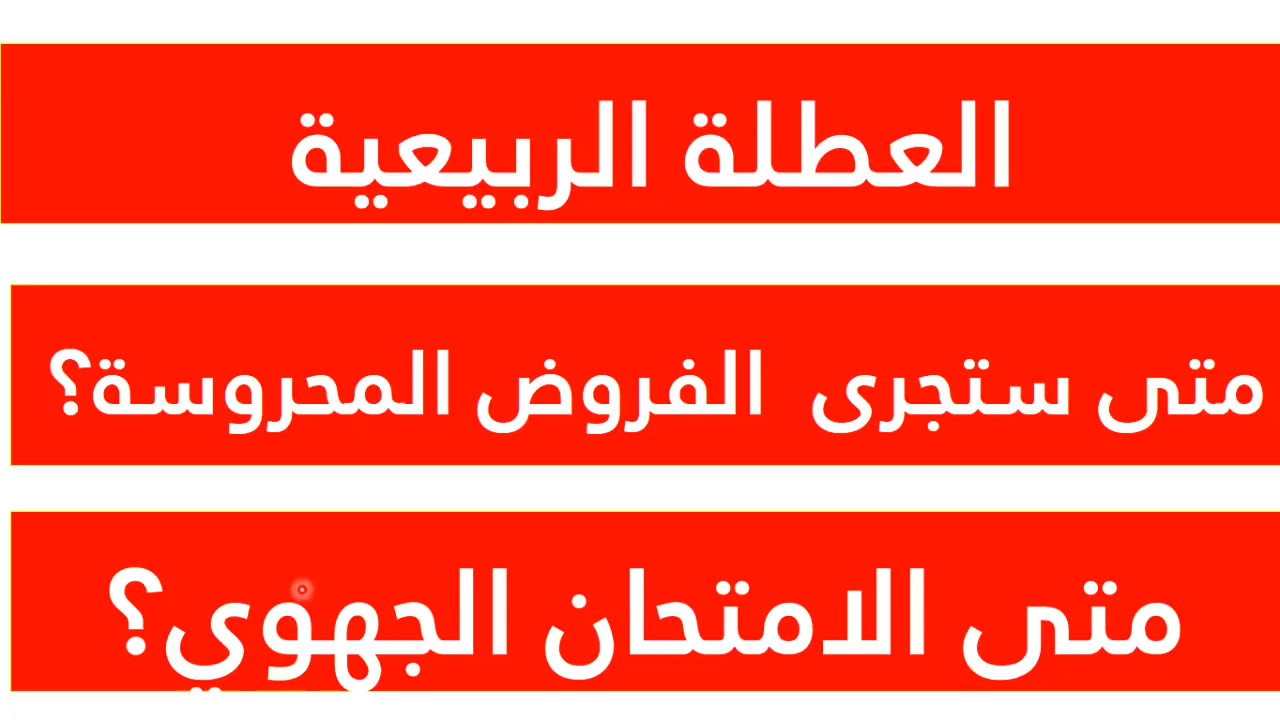 العطلة الربيعية
متى ستجرى الفروض المحروسة؟
متى الامتحان الجهوي؟